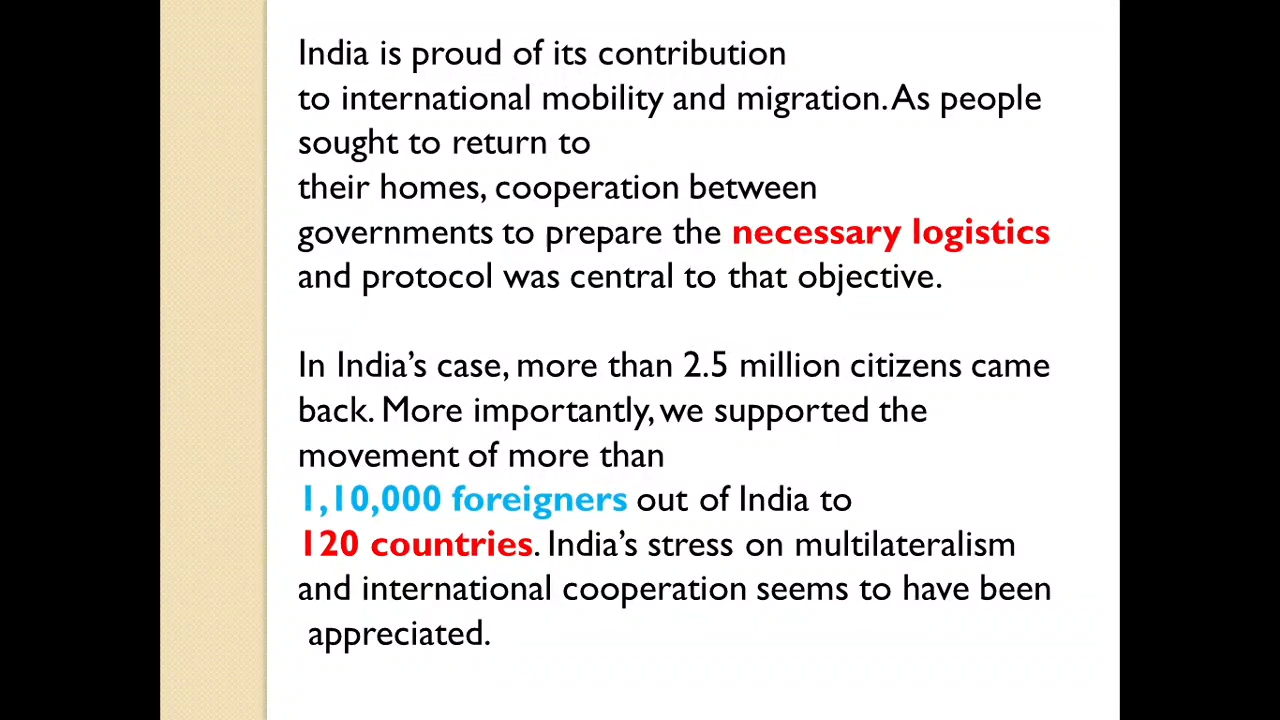 India is proud of its contribution
to international mobility and migration. As people
sought to return to
their homes, cooperation between
governments to prepare the necessary logistics
and protocol was central to that objective.
In India’s case, more than 2.5 million citizens came
back. More importantly, we supported the
movement of more than
1,10,000 foreigners out of India to
120 countries. India’s stress on multilateralism
and international cooperation seems to have been
appreciated.